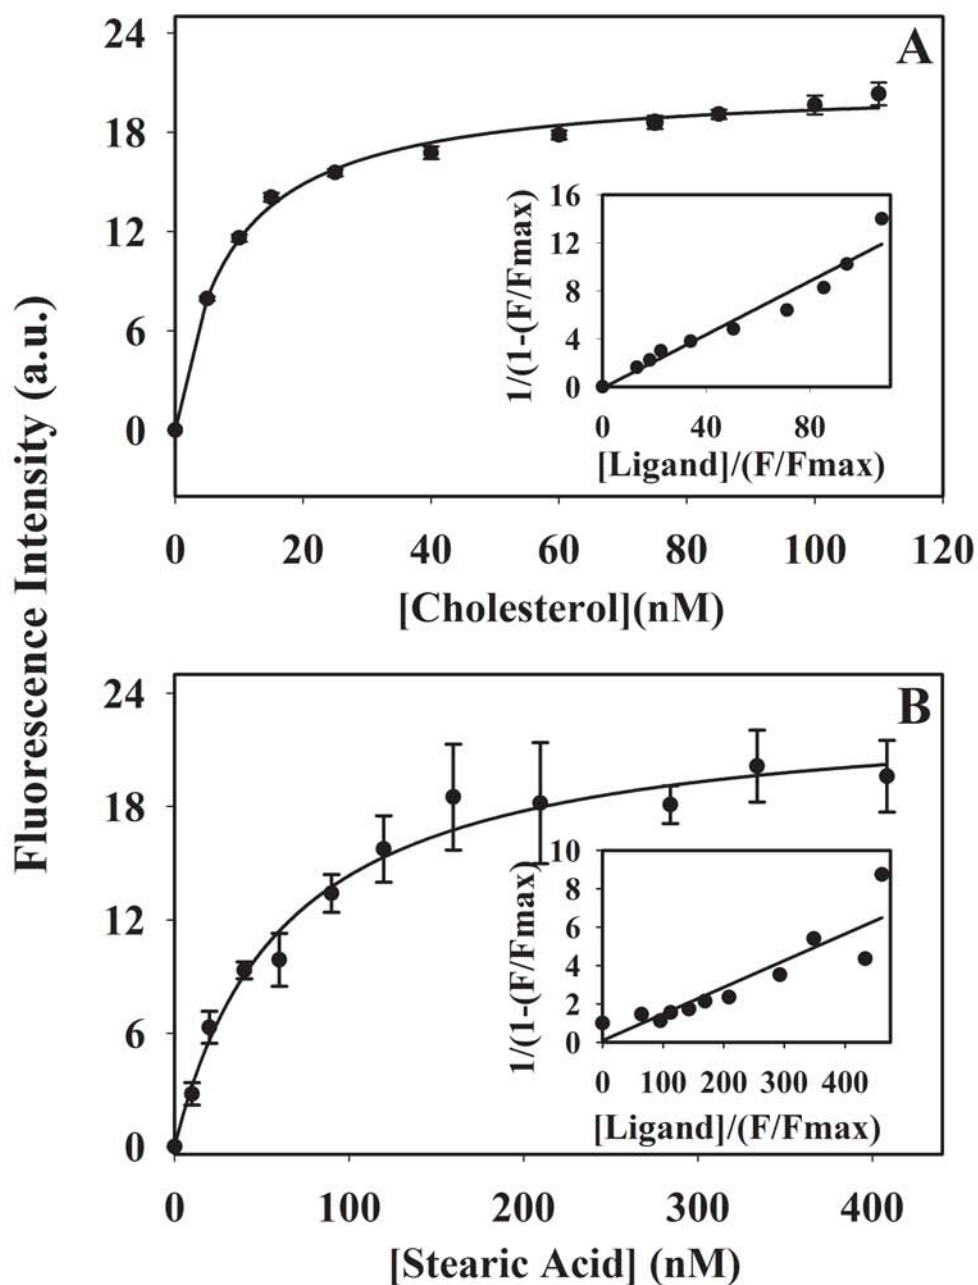 Fluorescence Intensity (a.u.)
A
24
18
12
6
0
0 20 40 60 80 100 120
[Cholesterol](nM)
1/(1-(F/Fmax)
16
12
8
4
0
0 40 80
[Ligand]/(F/Fmax)
B
24
18
12
6
0
0 100 200 300 400
[Stearic Acid] (nM)
1/(1-(F/Fmax)
10
8
6
4
2
0
0 100 200 300 400
[Ligand]/(F/Fmax)